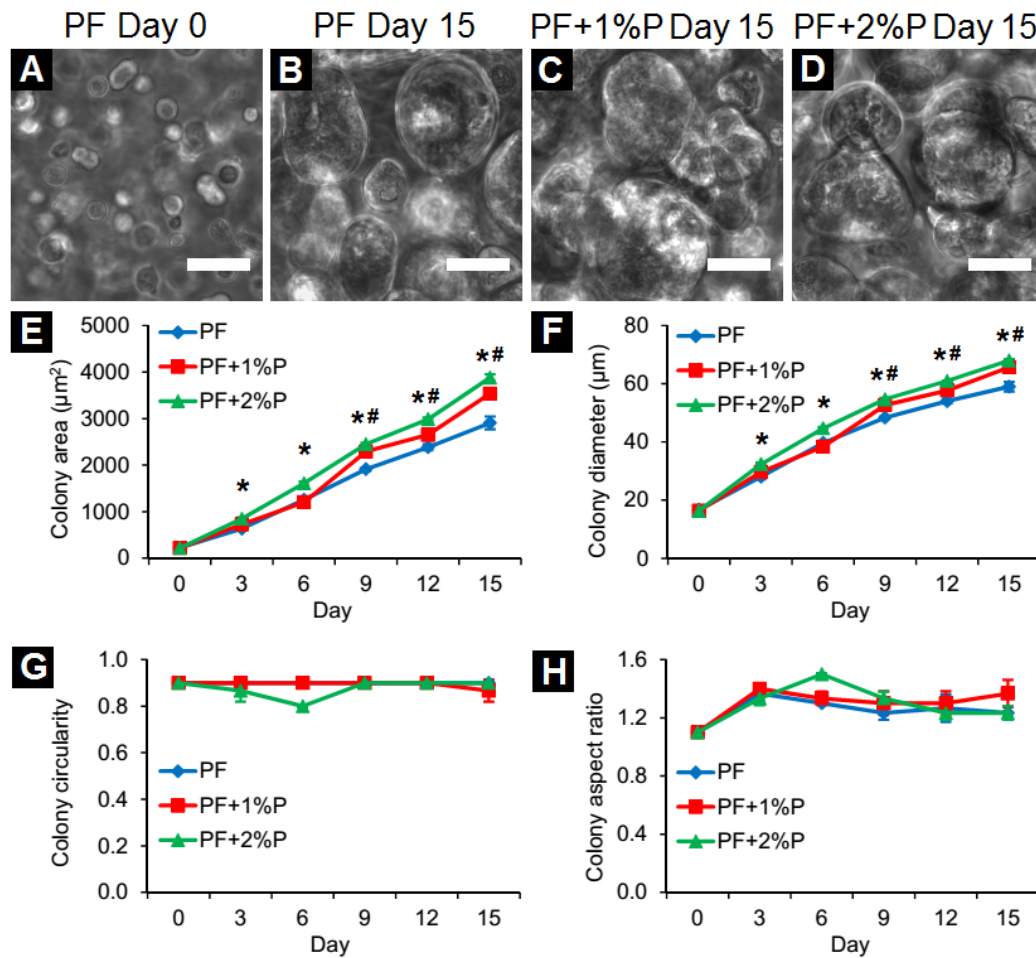 PF Day 0
PF Day 15
PF+1%P Day 15
PF+2%P Day 15
A
B
C
D
E
Colony area (µm²)
5000
4000
3000
2000
1000
0
PF
PF+1%P
PF+2%P
*
*
*#
*#
*#
0 3 6 9 12 15
Day
F
Colony diameter (µm)
80
60
40
20
0
PF
PF+1%P
PF+2%P
*
*
*#
*#
*#
0 3 6 9 12 15
Day
G
Colony circularity
1.0
0.8
0.6
0.4
0.2
0.0
PF
PF+1%P
PF+2%P
0 3 6 9 12 15
Day
H
Colony aspect ratio
1.6
1.2
0.8
0.4
0.0
PF
PF+1%P
PF+2%P
0 3 6 9 12 15
Day